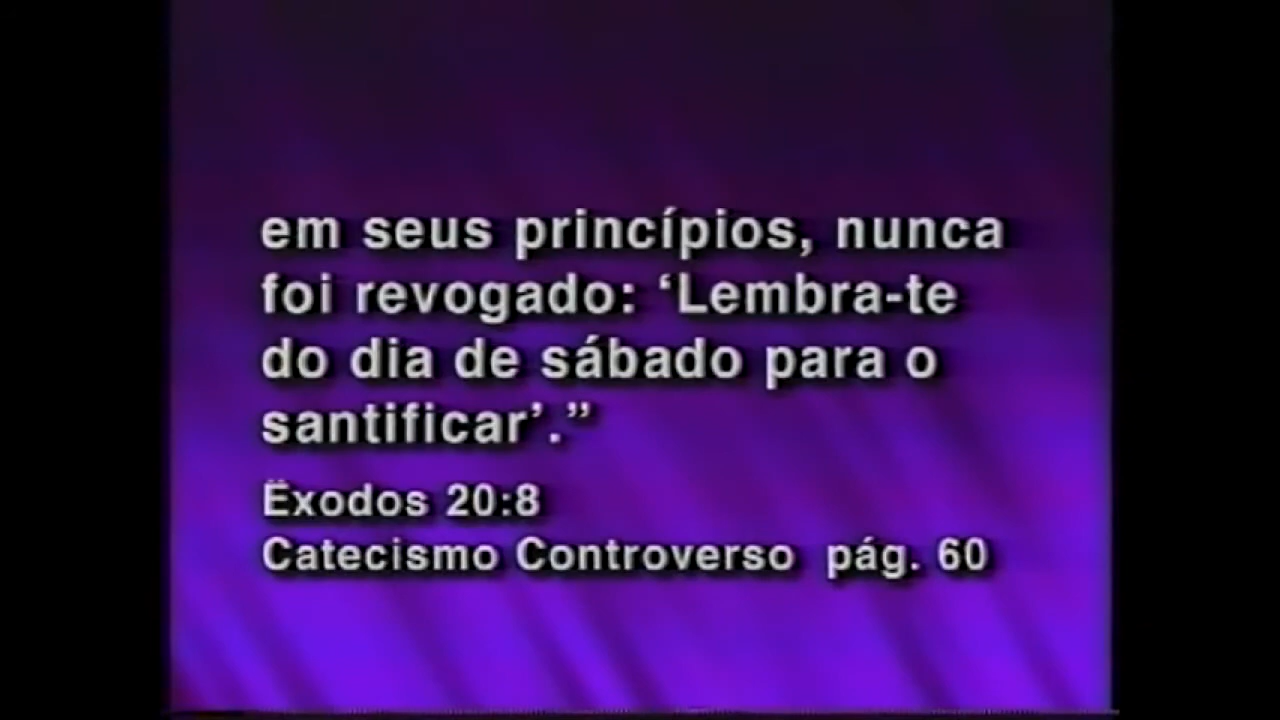 em seus princípios, nunca
foi revogado: ‘Lembra-te
do dia de sábado para o
santificar’.”
Ëxodos 20:8
Catecismo Controverso pág. 60